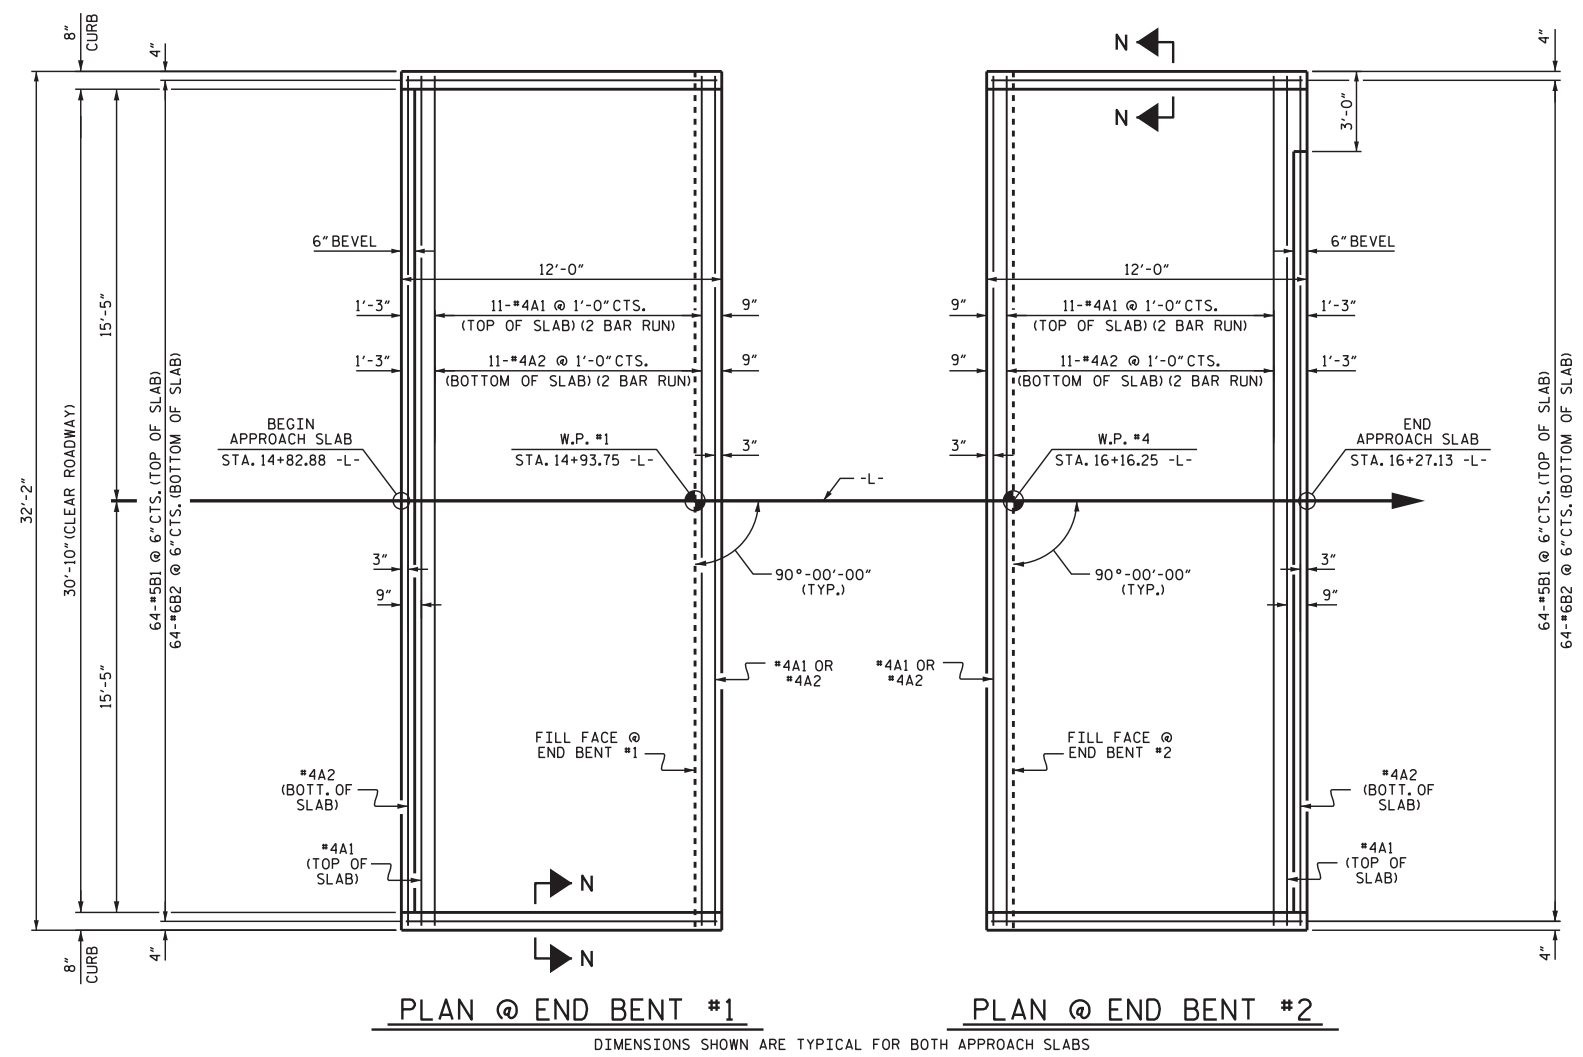 8" CURB
4"
N
N
4"
3'-0"
6" BEVEL
6" BEVEL
12'-0"
12'-0"
1'-3"
11-#4A1 @ 1'-0" CTS.
(TOP OF SLAB) (2 BAR RUN)
9"
9"
11-#4A1 @ 1'-0" CTS.
(TOP OF SLAB) (2 BAR RUN)
1'-3"
1'-3"
11-#4A2 @ 1'-0" CTS.
(BOTTOM OF SLAB) (2 BAR RUN)
9"
9"
11-#4A2 @ 1'-0" CTS.
(BOTTOM OF SLAB) (2 BAR RUN)
1'-3"
15'-5"
32'-2"
30'-10" (CLEAR ROADWAY)
64-#5B1 @ 6" CTS. (TOP OF SLAB)
64-#6B2 @ 6" CTS. (BOTTOM OF SLAB)
BEGIN
APPROACH SLAB
STA. 14+82.88 -L-
W.P. #1
STA. 14+93.75 -L-
3"
3"
W.P. #4
STA. 16+16.25 -L-
END
APPROACH SLAB
STA. 16+27.13 -L-
64-#5B1 @ 6" CTS. (TOP OF SLAB)
64-#6B2 @ 6" CTS. (BOTTOM OF SLAB)
-L-
3"
9"
90°-00'-00"
(TYP.)
90°-00'-00"
(TYP.)
3"
9"
15'-5"
#4A1 OR
#4A2
#4A1 OR
#4A2
FILL FACE @
END BENT #1
FILL FACE @
END BENT #2
#4A2
(BOTT. OF
SLAB)
#4A2
(BOTT. OF
SLAB)
#4A1
(TOP OF
SLAB)
#4A1
(TOP OF
SLAB)
N
N
8" CURB
4"
4"
PLAN @ END BENT #1
PLAN @ END BENT #2
DIMENSIONS SHOWN ARE TYPICAL FOR BOTH APPROACH SLABS